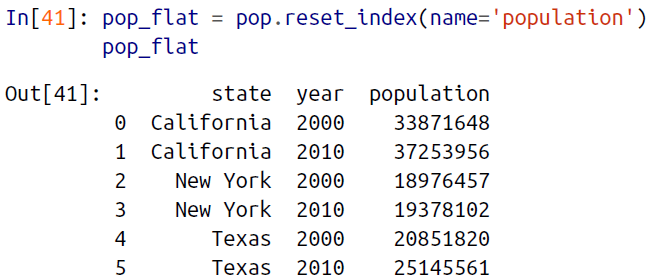 In[41]: pop_flat = pop.reset_index(name='population')
pop_flat
Out[41]: state year population
0 California 2000 33871648
1 California 2010 37253956
2 New York 2000 18976457
3 New York 2010 19378102
4 Texas 2000 20851820
5 Texas 2010 25145561